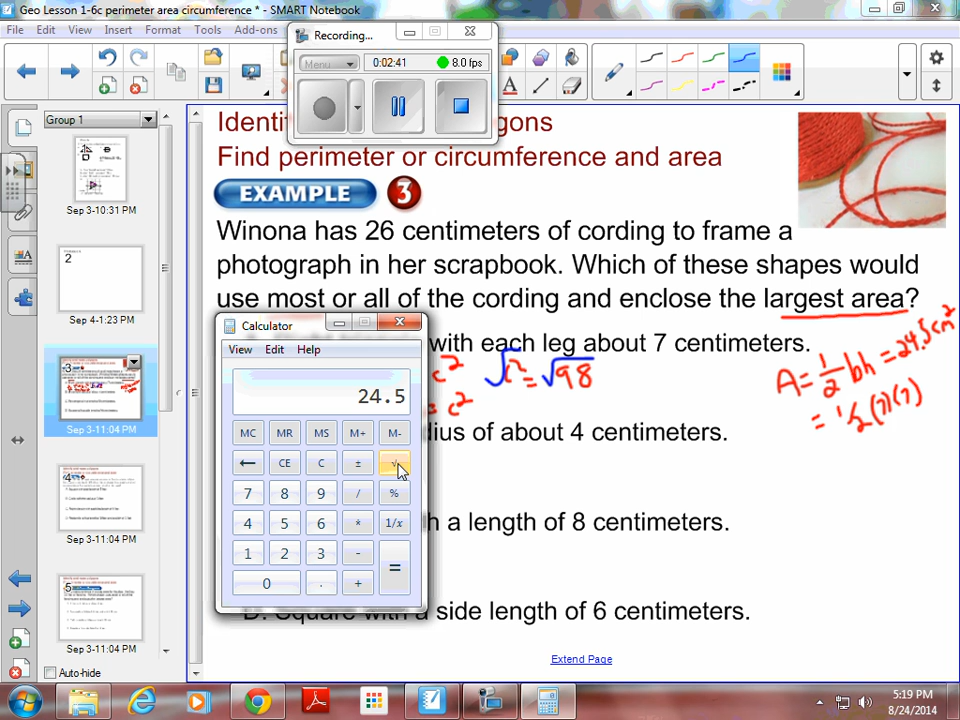 Geo Lesson 1-6c perimeter area circumference * - SMART Notebook
File Edit View Insert Format Tools Add-ons
Recording...
Menu 0:02:41 8.0 fps
Group 1
Sep 3-10:31 PM
2
Sep 4-1:23 PM
3
Sep 3-11:04 PM
4
Sep 3-11:04 PM
5
Sep 3-11:04 PM
Auto-hide
Identi gons
Find perimeter or circumference and area
EXAMPLE 3
Winona has 26 centimeters of cording to frame a
photograph in her scrapbook. Which of these shapes would
use most or all of the cording and enclose the largest area?
with each leg about 7 centimeters.
c² √c² = √98
= c²
A = 1/2 bh = 24.5 cm²
= 1/2 (7)(7)
dius of about 4 centimeters.
h a length of 8 centimeters.
D. Square with a side length of 6 centimeters.
Extend Page
Calculator
View Edit Help
24.5
MC MR MS M+ M-
← CE C ± √
7 8 9 / %
4 5 6 * 1/x
1 2 3 - =
0 . +
5:19 PM
8/24/2014